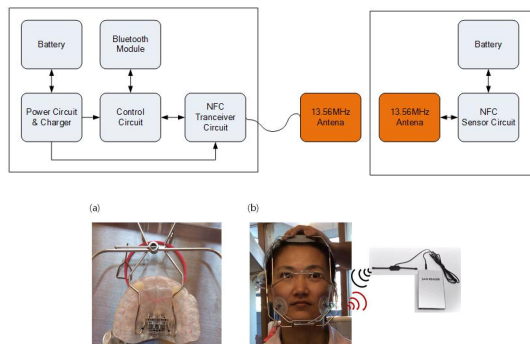 Battery
Bluetooth
Module
Power Circuit
& Charger
Control
Circuit
NFC
Tranceiver
Circuit
13.56MHz
Antena
Battery
13.56MHz
Antena
NFC
Sensor Circuit
(a)
(b)